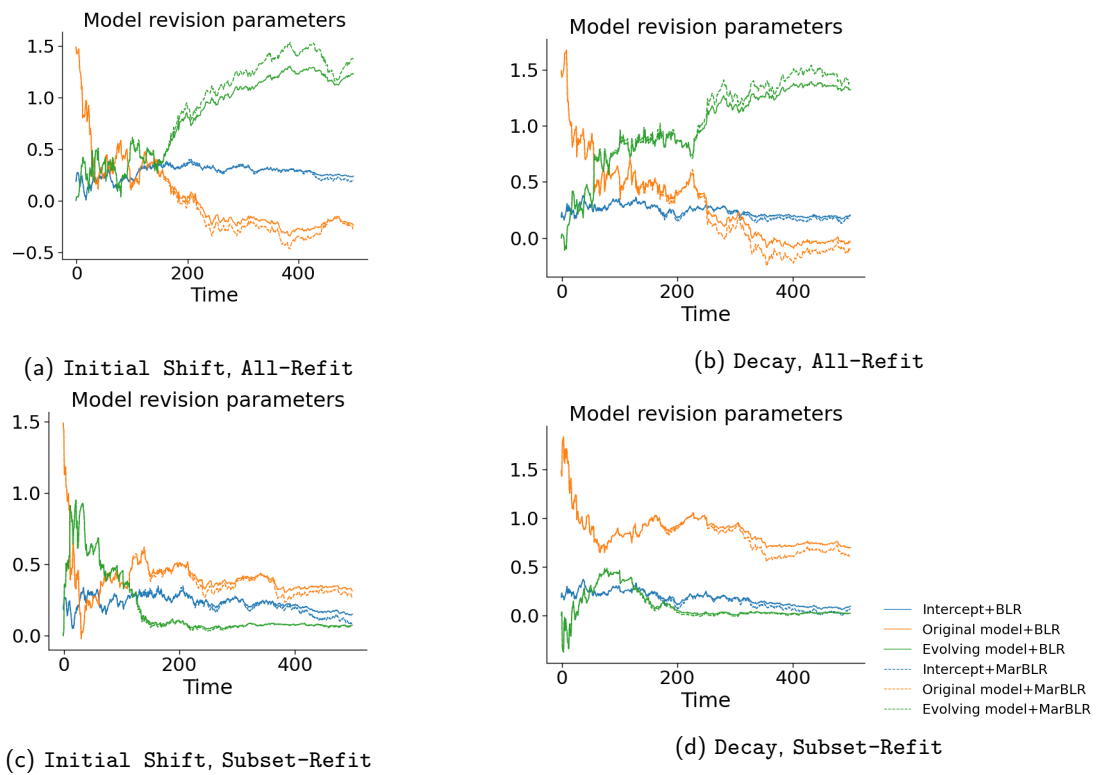 Model revision parameters
1.5
1.0
0.5
0.0
−0.5
0
200
400
Time
(a) Initial Shift, All-Refit
Model revision parameters
1.5
1.0
0.5
0.0
0
200
400
Time
(b) Decay, All-Refit
Model revision parameters
1.5
1.0
0.5
0.0
0
200
400
Time
(c) Initial Shift, Subset-Refit
Model revision parameters
1.5
1.0
0.5
0.0
0
200
400
Time
Intercept+BLR
Original model+BLR
Evolving model+BLR
Intercept+MarBLR
Original model+MarBLR
Evolving model+MarBLR
(d) Decay, Subset-Refit